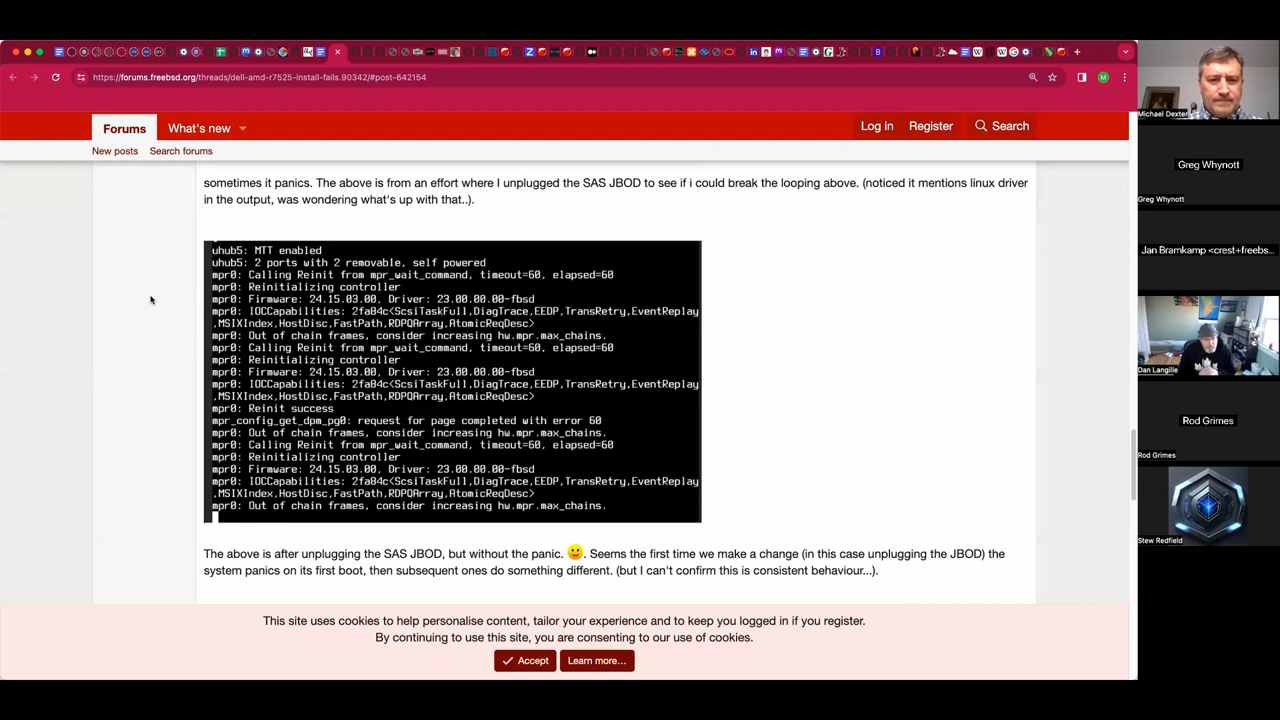 https://forums.freebsd.org/threads/dell-amd-r7525-install-fails.90342/#post-642154
M
Forums
What's new
Log in
Register
Search
New posts
Search forums
sometimes it panics. The above is from an effort where I unplugged the SAS JBOD to see if i could break the looping above. (noticed it mentions linux driver
in the output, was wondering what's up with that..).
uhub5: MTT enabled
uhub5: 2 ports with 2 removable, self powered
mpr0: Calling Reinit from mpr_wait_command, timeout=60, elapsed=60
mpr0: Reinitializing controller
mpr0: Firmware: 24.15.03.00, Driver: 23.00.00.00-fbsd
mpr0: IOCCapabilities: 2fa84c<ScsiTaskFull,DiagTrace,EEDP,TransRetry,EventReplay
,MSIXIndex,HostDisc,FastPath,RDPQArray,AtomicReqDesc>
mpr0: Out of chain frames, consider increasing hw.mpr.max_chains.
mpr0: Calling Reinit from mpr_wait_command, timeout=60, elapsed=60
mpr0: Reinitializing controller
mpr0: Firmware: 24.15.03.00, Driver: 23.00.00.00-fbsd
mpr0: IOCCapabilities: 2fa84c<ScsiTaskFull,DiagTrace,EEDP,TransRetry,EventReplay
,MSIXIndex,HostDisc,FastPath,RDPQArray,AtomicReqDesc>
mpr0: Reinit success
mpr_config_get_dpm_pg0: request for page completed with error 60
mpr0: Out of chain frames, consider increasing hw.mpr.max_chains.
mpr0: Calling Reinit from mpr_wait_command, timeout=60, elapsed=60
mpr0: Reinitializing controller
mpr0: Firmware: 24.15.03.00, Driver: 23.00.00.00-fbsd
mpr0: IOCCapabilities: 2fa84c<ScsiTaskFull,DiagTrace,EEDP,TransRetry,EventReplay
,MSIXIndex,HostDisc,FastPath,RDPQArray,AtomicReqDesc>
mpr0: Out of chain frames, consider increasing hw.mpr.max_chains.
The above is after unplugging the SAS JBOD, but without the panic. 🙂. Seems the first time we make a change (in this case unplugging the JBOD) the
system panics on its first boot, then subsequent ones do something different. (but I can't confirm this is consistent behaviour...).
This site uses cookies to help personalise content, tailor your experience and to keep you logged in if you register.
By continuing to use this site, you are consenting to our use of cookies.
Accept
Learn more…
Michael Dexter
Greg Whynott
Greg Whynott
Jan Bramkamp <crest+freebs...
Dan Langille
Rod Grimes
Rod Grimes
Stew Redfield